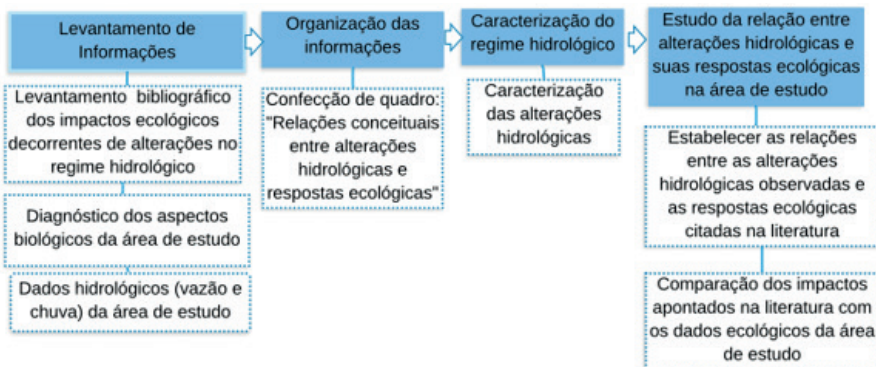 Levantamento de
Informações
Levantamento bibliográfico
dos impactos ecológicos
decorrentes de alterações no
regime hidrológico
Diagnóstico dos aspectos
biológicos da área de estudo
Dados hidrológicos (vazão e
chuva) da área de estudo
Organização das
informações
Confecção de quadro:
"Relações conceituais
entre alterações
hidrológicas e
respostas ecológicas"
Caracterização do
regime hidrológico
Caracterização
das alterações
hidrológicas
Estudo da relação entre
alterações hidrológicas e
suas respostas ecológicas
na área de estudo
Estabelecer as relações
entre as alterações
hidrológicas observadas e
as respostas ecológicas
citadas na literatura
Comparação dos impactos
apontados na literatura com
os dados ecológicos da área
de estudo